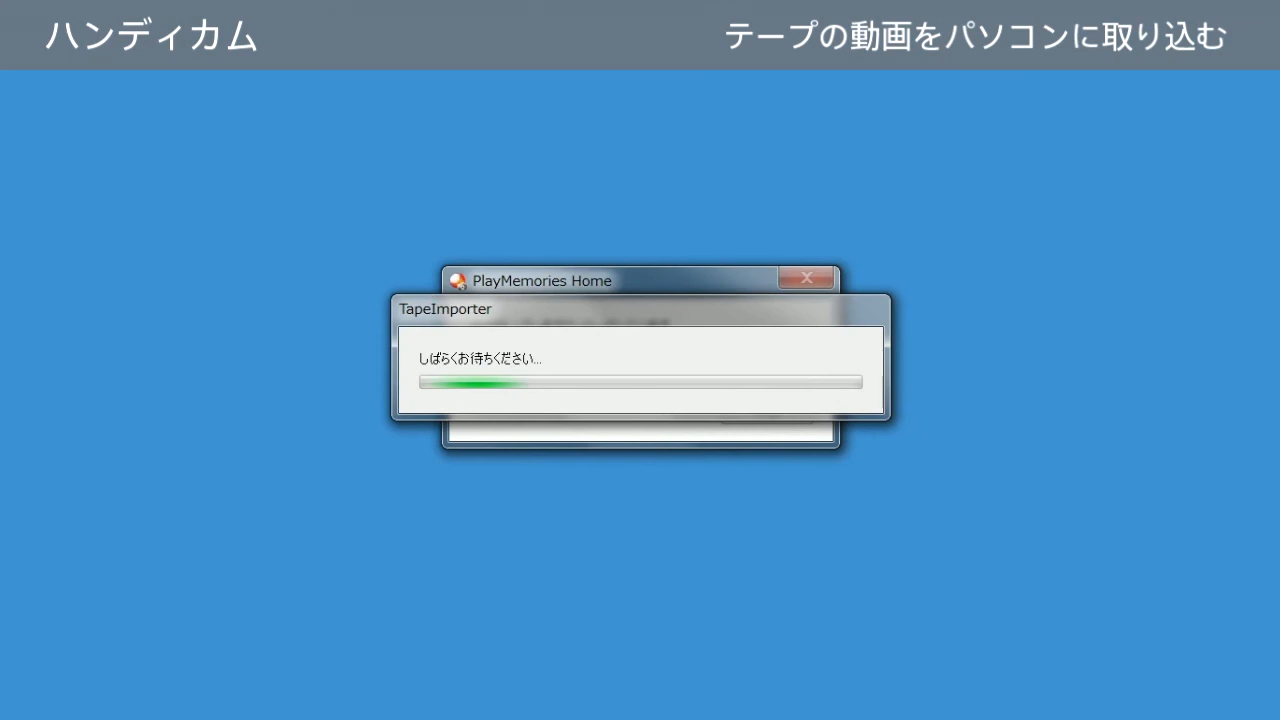 ハンディカム
テープの動画をパソコンに取り込む
PlayMemories Home
TapeImporter
しばらくお待ちください...